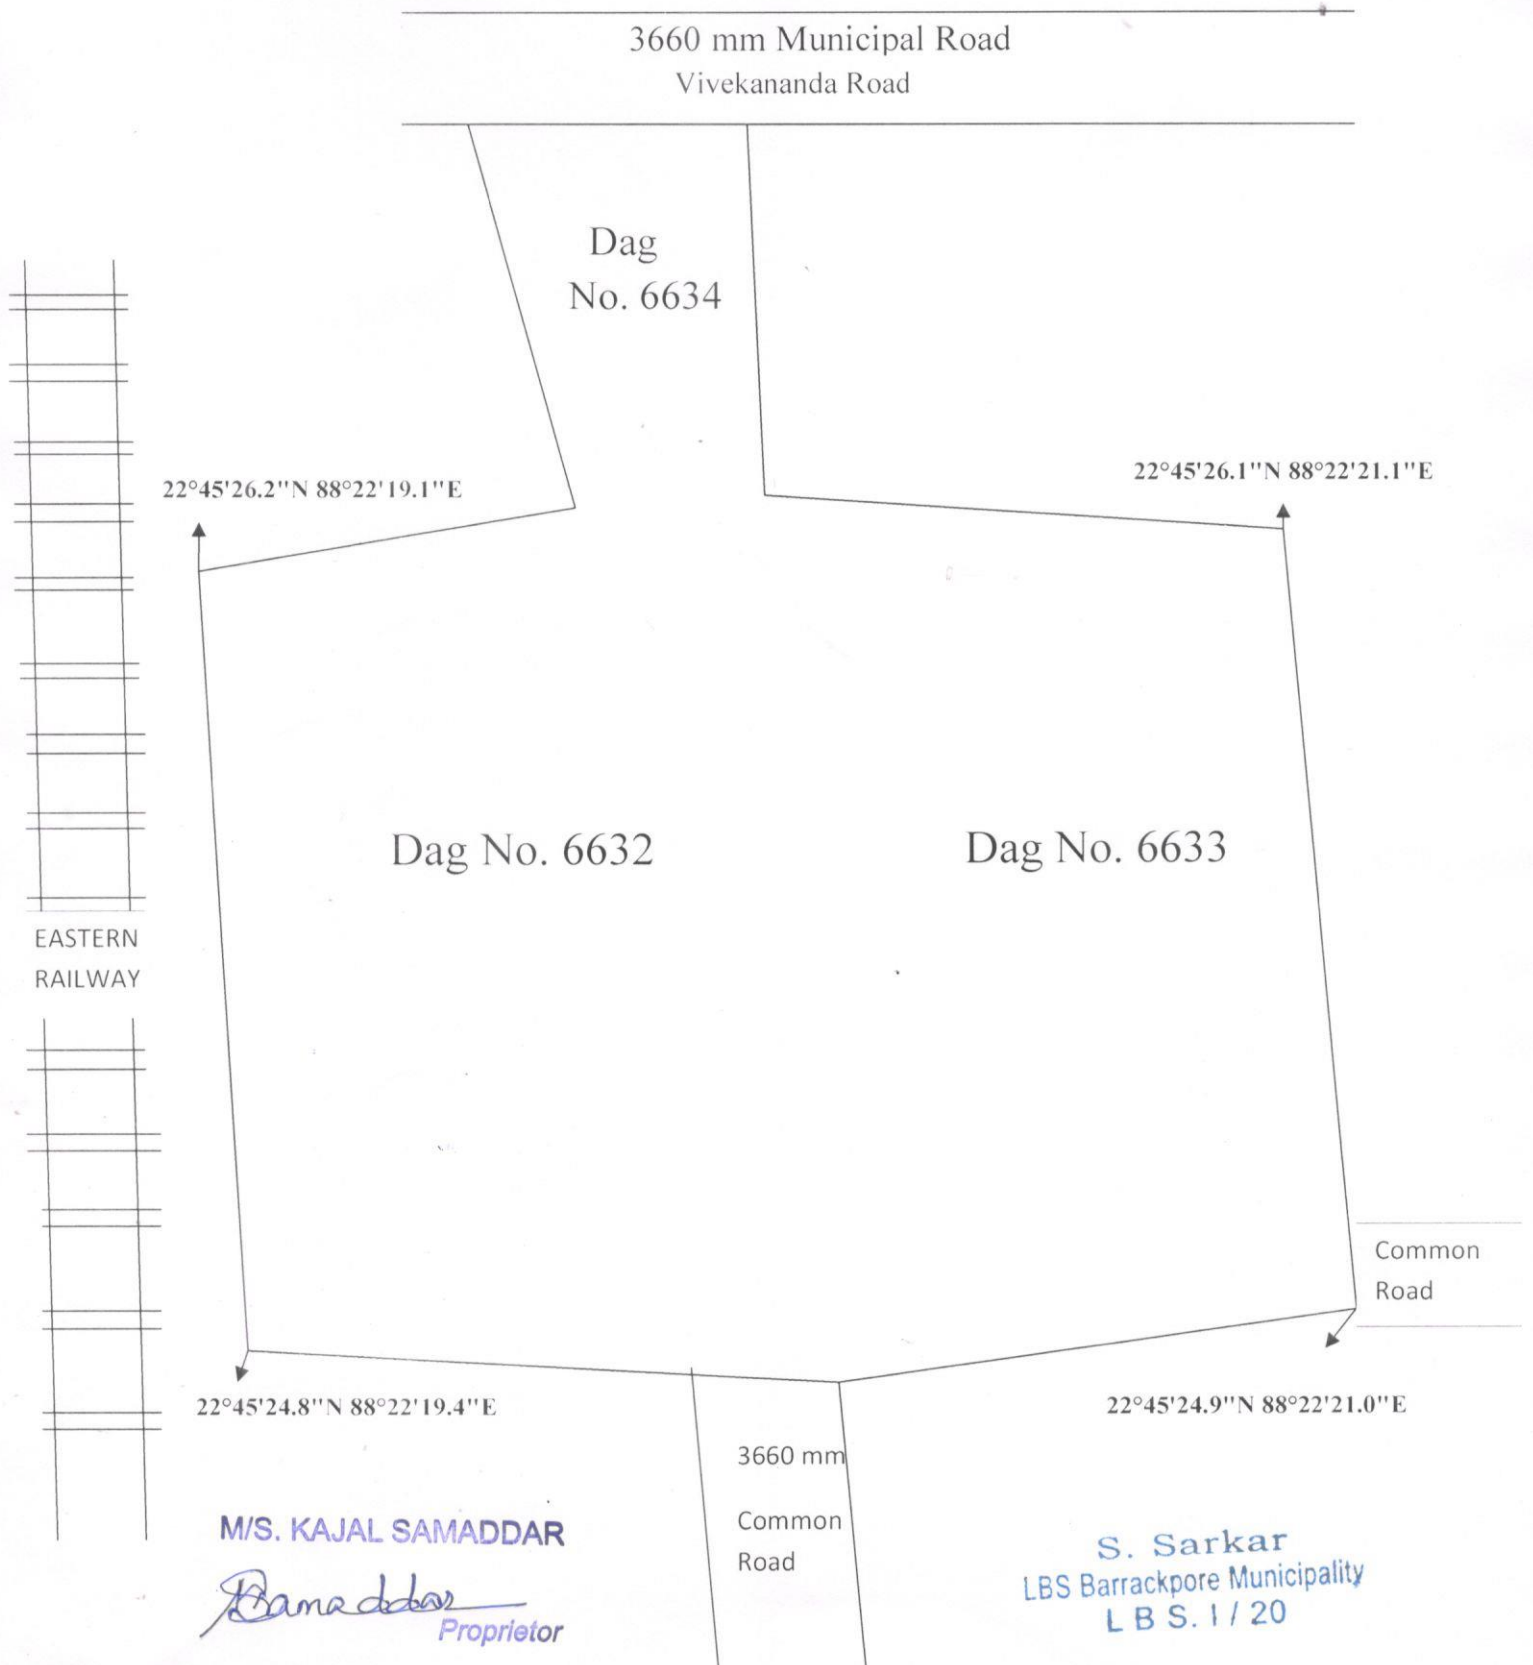 3660 mm Municipal Road
Vivekananda Road
Dag
No. 6634
22°45'26.2"N 88°22'19.1"E
22°45'26.1"N 88°22'21.1"E
Dag No. 6632
Dag No. 6633
EASTERN
RAILWAY
Common
Road
22°45'24.8"N 88°22'19.4"E
22°45'24.9"N 88°22'21.0"E
3660 mm
Common
Road
M/S. KAJAL SAMADDAR
Samaddar
Proprietor
S. Sarkar
LBS Barrackpore Municipality
L B S. I / 20